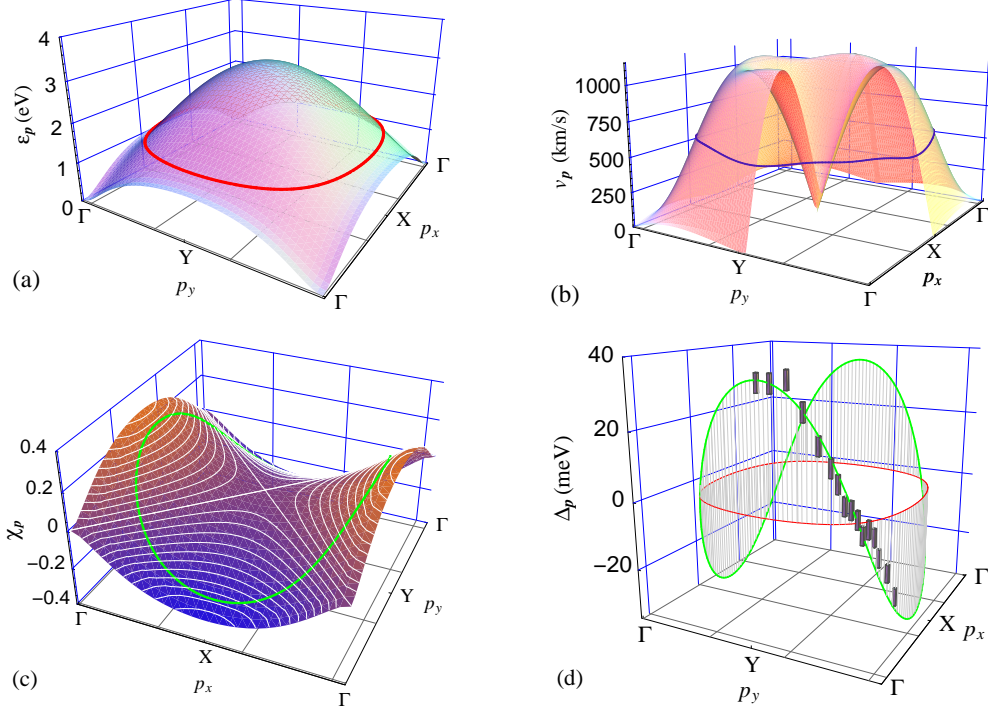 4
3
2
1
0
ε_p (eV)
Γ
Y
p_y
Γ
X
p_x
Γ
(a)
1000
750
500
250
0
v_p (km/s)
Γ
Y
p_y
Γ
X
p_x
Γ
(b)
0.4
0.2
0
−0.2
−0.4
χ_p
Γ
X
p_x
Γ
Y
p_y
Γ
(c)
40
20
0
−20
Δ_p (meV)
Γ
Y
p_y
Γ
X
p_x
Γ
(d)